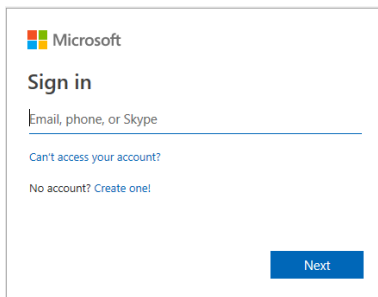 Microsoft
Sign in
Email, phone, or Skype
Can't access your account?
No account? Create one!
Next